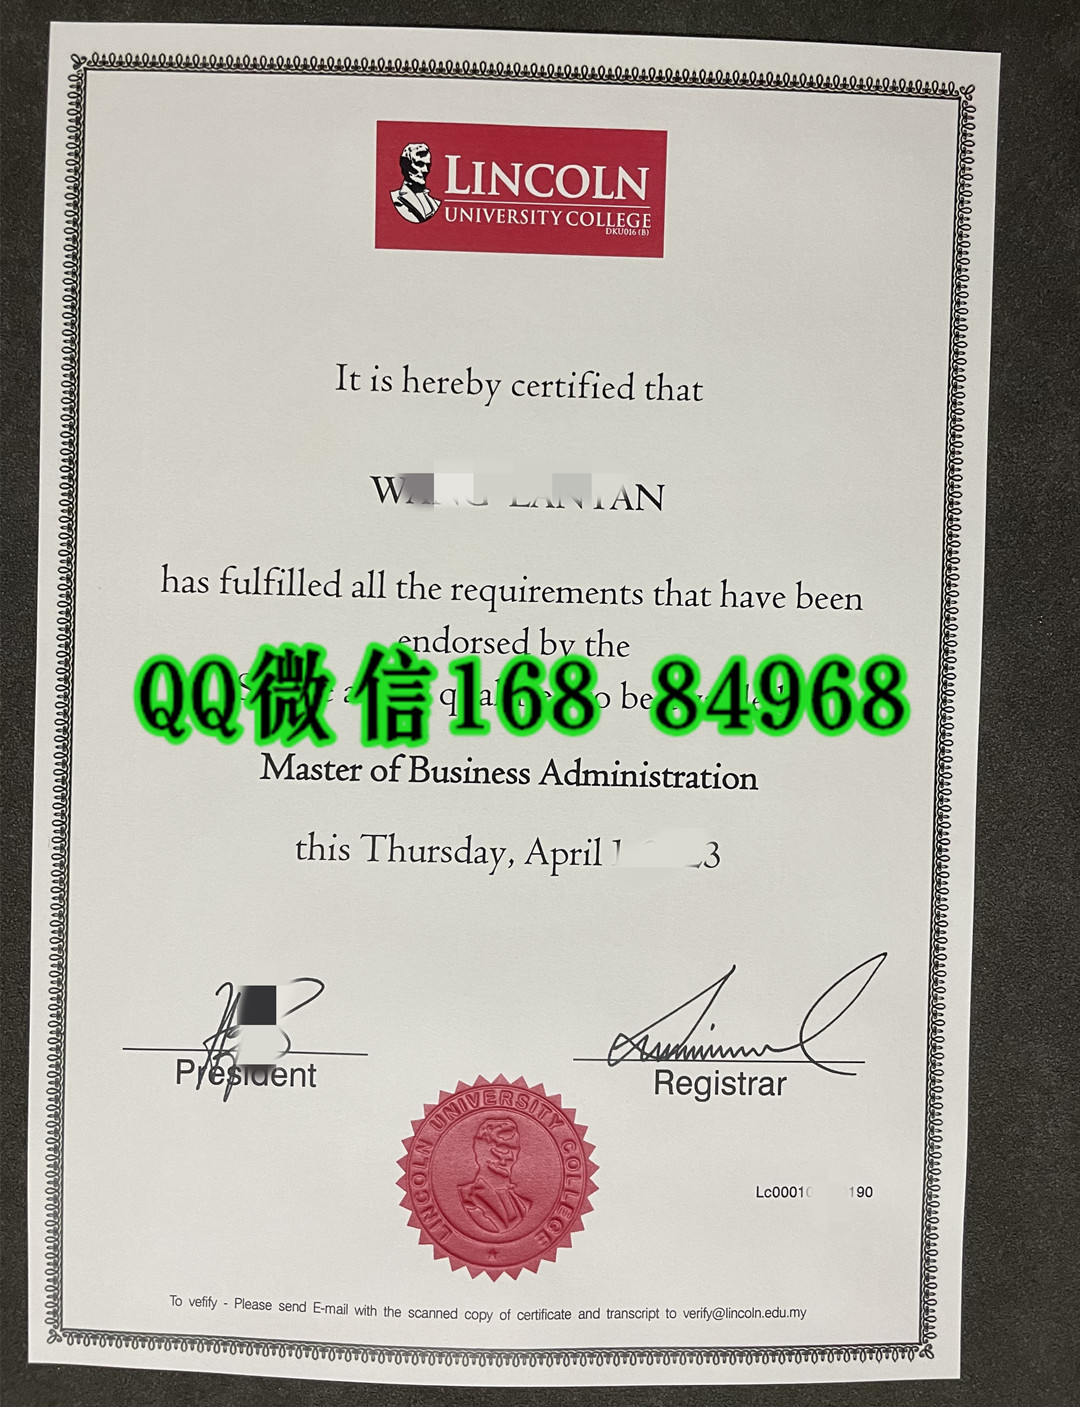 LINCOLN
UNIVERSITY COLLEGE
DKU016 (B)
It is hereby certified that
has fulfilled all the requirements that have been
endorsed by the
QQ微信168 84968
Master of Business Administration
this Thursday, April
President
Registrar
LINCOLN UNIVERSITY COLLEGE
Lc0001 190
To vefify - Please send E-mail with the scanned copy of certificate and transcript to verify@lincoln.edu.my